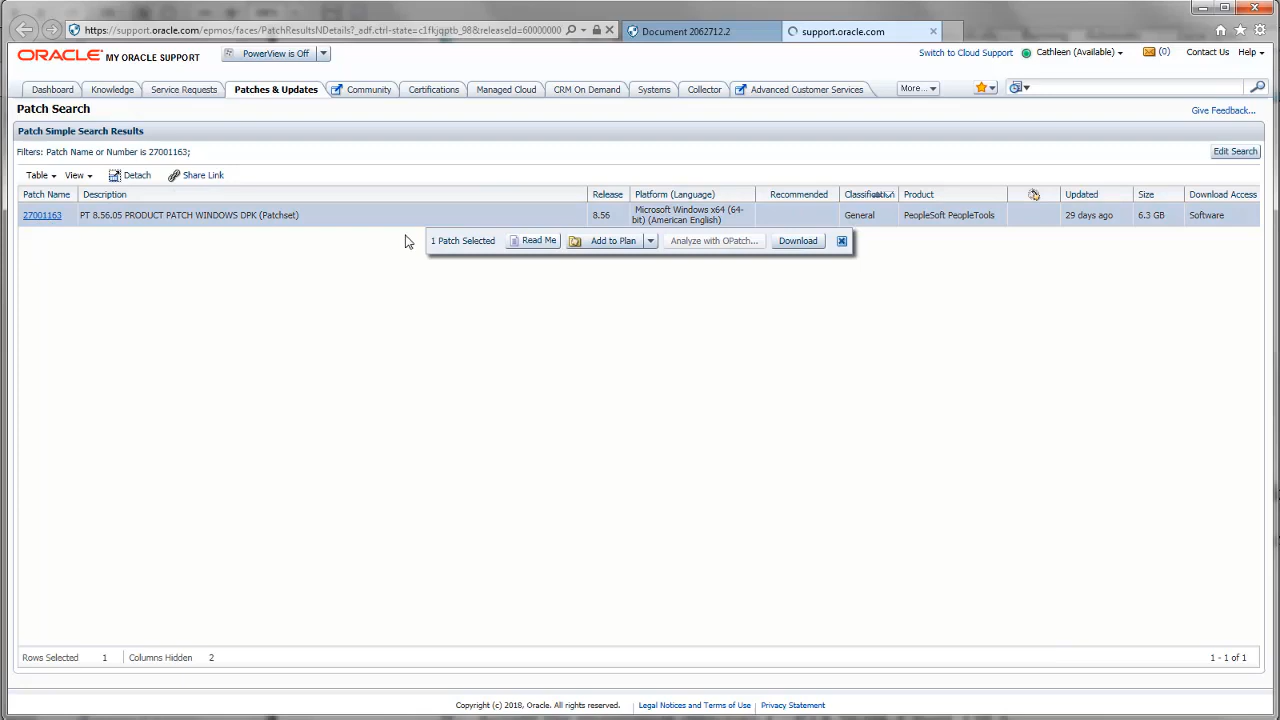 https://support.oracle.com/epmos/faces/PatchResultsNDetails?_adf.ctrl-state=c1fkjqptb_98&releaseId=60000000
Document 2062712.2
support.oracle.com
ORACLE MY ORACLE SUPPORT
PowerView is Off
Switch to Cloud Support
Cathleen (Available)
(0)
Contact Us
Help
Dashboard
Knowledge
Service Requests
Patches & Updates
Community
Certifications
Managed Cloud
CRM On Demand
Systems
Collector
Advanced Customer Services
More...
Patch Search
Give Feedback...
Patch Simple Search Results
Filters: Patch Name or Number is 27001163;
Edit Search
Table
View
Detach
Share Link
Patch Name Description Release Platform (Language) Recommended Classification Product Updated Size Download Access
27001163 PT 8.56.05 PRODUCT PATCH WINDOWS DPK (Patchset) 8.56 Microsoft Windows x64 (64-
bit) (American English) General PeopleSoft PeopleTools 29 days ago 6.3 GB Software
1 Patch Selected
Read Me
Add to Plan
Analyze with OPatch...
Download
Rows Selected 1 Columns Hidden 2
1 - 1 of 1
Copyright (c) 2018, Oracle. All rights reserved.
Legal Notices and Terms of Use
Privacy Statement